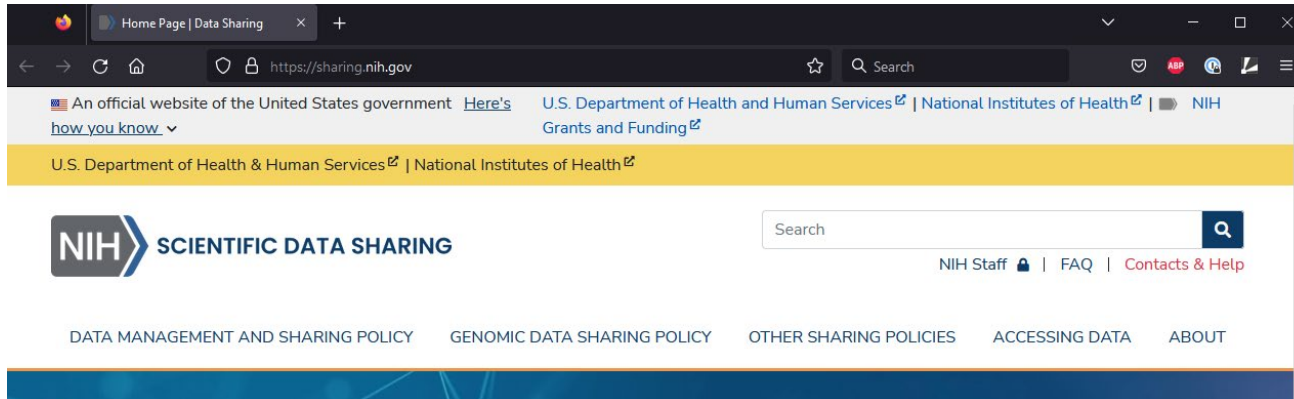 Home Page | Data Sharing
https://sharing.nih.gov
Search
ABP
An official website of the United States government Here's
how you know
U.S. Department of Health and Human Services | National Institutes of Health | NIH
Grants and Funding
U.S. Department of Health & Human Services | National Institutes of Health
NIH SCIENTIFIC DATA SHARING
Search
NIH Staff | FAQ | Contacts & Help
DATA MANAGEMENT AND SHARING POLICY GENOMIC DATA SHARING POLICY OTHER SHARING POLICIES ACCESSING DATA ABOUT